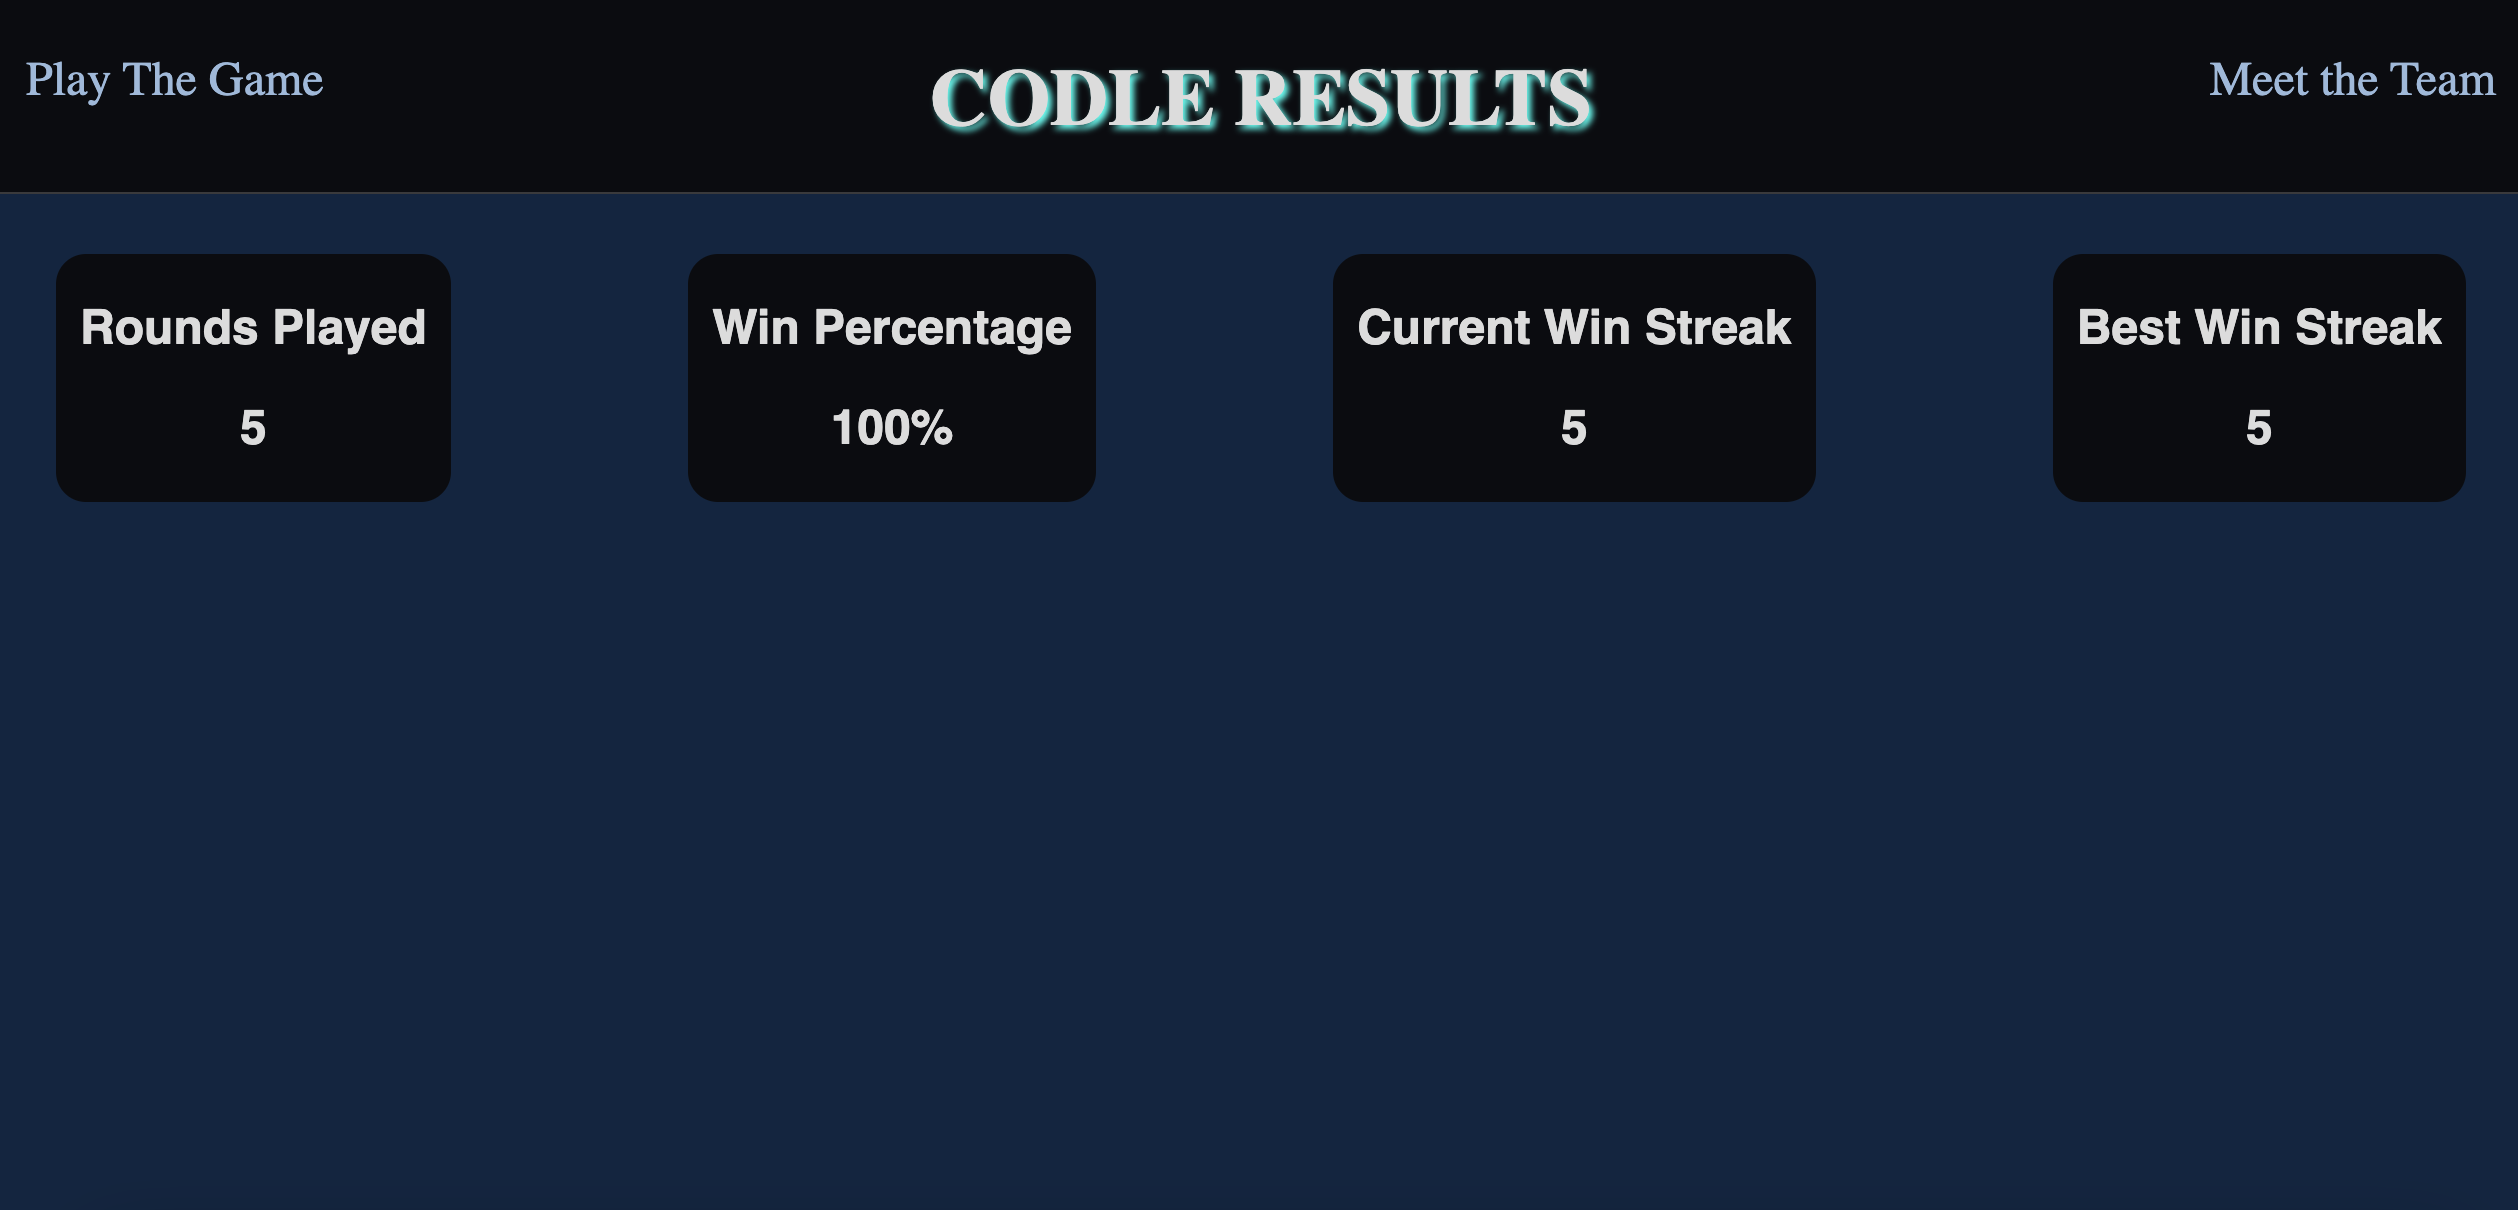 Play The Game
CODLE RESULTS
Meet the Team
Rounds Played
5
Win Percentage
100%
Current Win Streak
5
Best Win Streak
5